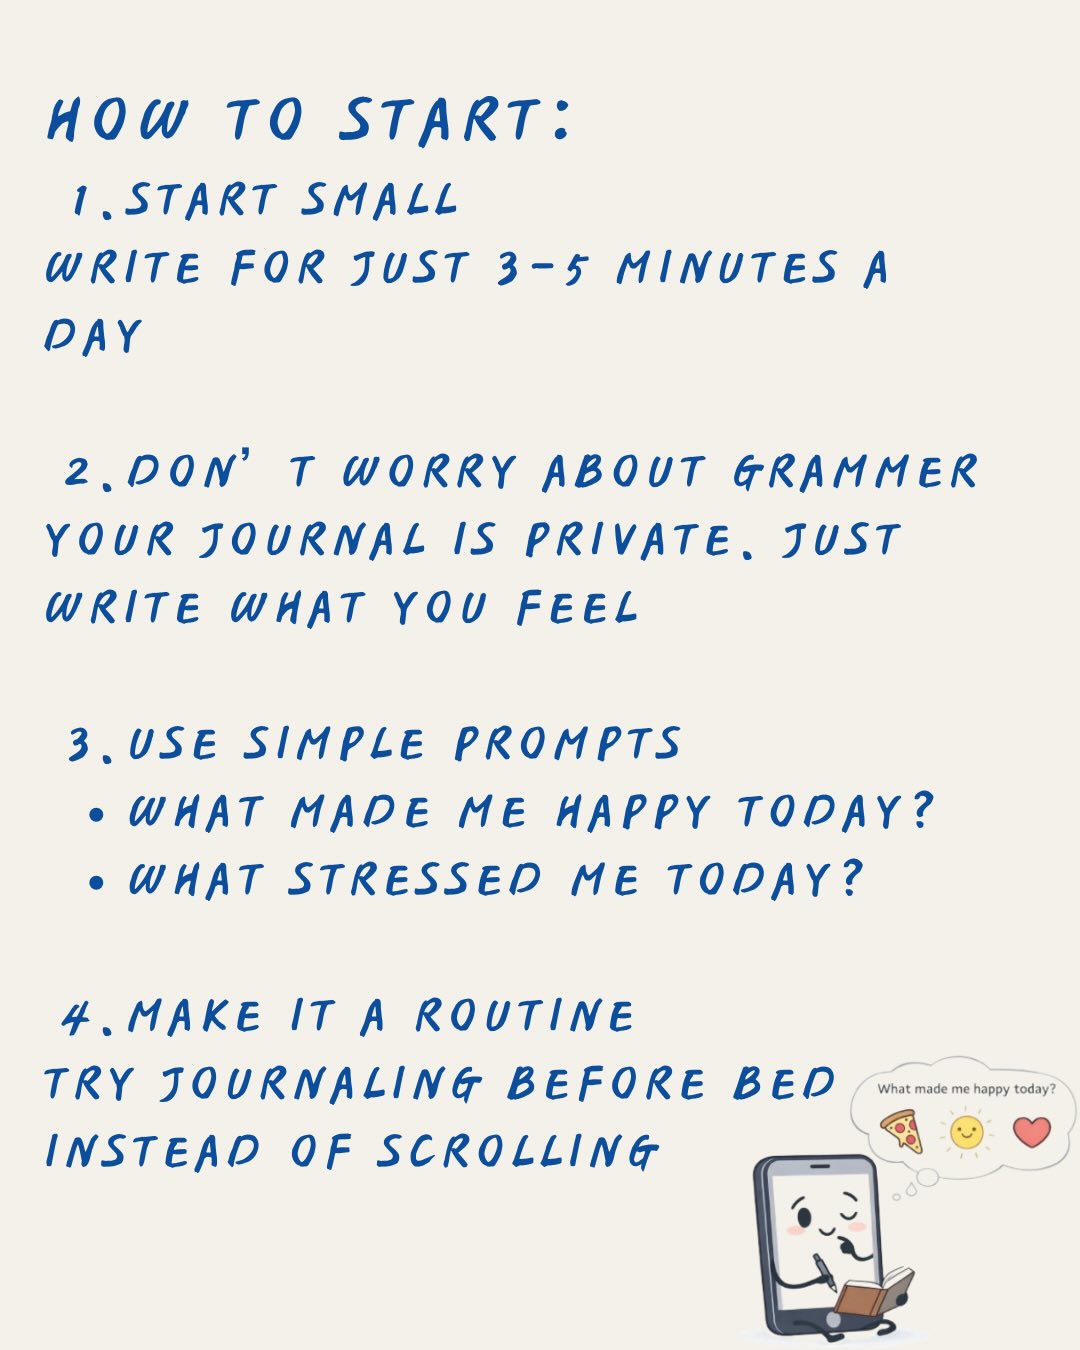 HOW TO START:
1. START SMALL
WRITE FOR JUST 3-5 MINUTES A
DAY
2. DON' T WORRY ABOUT GRAMMER
YOUR JOURNAL IS PRIVATE. JUST
WRITE WHAT YOU FEEL
3. USE SIMPLE PROMPTS
• WHAT MADE ME HAPPY TODAY?
• WHAT STRESSED ME TODAY?
4. MAKE IT A ROUTINE
TRY JOURNALING BEFORE BED
INSTEAD OF SCROLLING
What made me happy today?